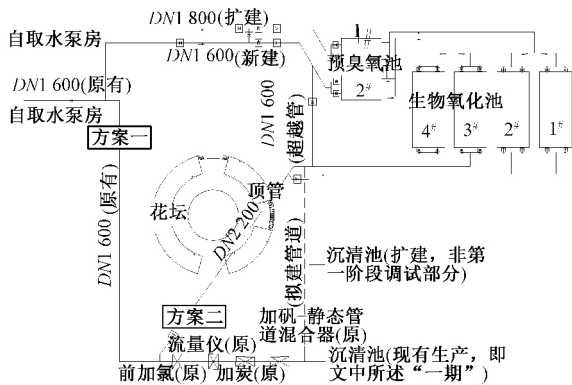 DN1 800(扩建)
自取水泵房
DN1 600(新建)
DN1 600(原有)
自取水泵房
方案一
DN1 600
(超越管)
1#
预臭氧池
2#
生物氧化池
4#
3#
2#
1#
DN1 600(原有)
花坛
顶管
DN2 200
(拟建管道)
沉清池(扩建，非第
一阶段调试部分)
方案二
加矾 静态管
道混合器(原)
流量仪(原)
前加氯(原)
加炭(原)
沉清池(现有生产，即
文中所述“一期”)